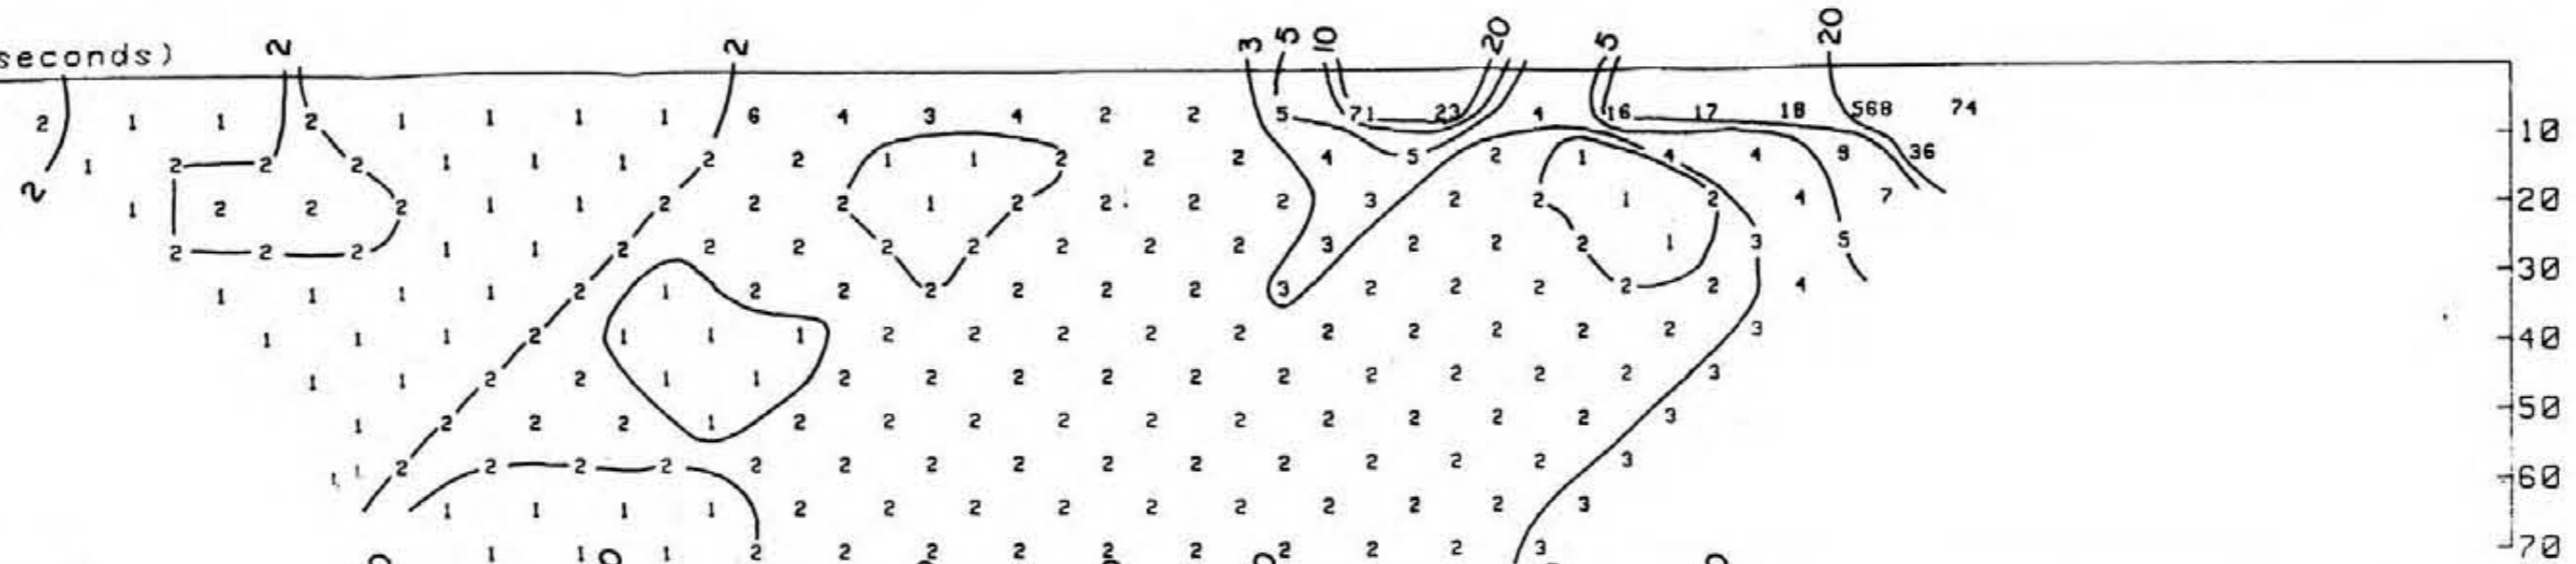 2 2 3 5 10 20 5 20
seconds)
2 1 1 2 1 1 1 1 6 4 3 4 2 2 5 71 23 4 16 17 18 568 74
10
1 2 2 2 1 1 1 2 2 1 1 2 2 2 4 5 2 1 4 4 9 36
2
1 2 2 2 1 1 2 2 2 1 2 2 2 2 3 2 2 1 2 4 7
20
2 2 2 1 1 2 2 2 2 2 2 2 2 3 2 2 2 1 3 5
30
1 1 1 1 2 1 2 2 2 2 2 2 3 2 2 2 2 2 4
1 1 1 2 1 1 1 2 2 2 2 2 2 2 2 2 2 3
40
1 1 2 2 1 1 2 2 2 2 2 2 2 2 2 2 3
50
1 2 2 2 1 2 2 2 2 2 2 2 2 2 2 3
1 1 2 2 2 2 2 2 2 2 2 2 2 2 2 2 3
60
1 1 1 1 2 2 2 2 2 2 2 2 2 3
1 1 1 2 2 2 2 2 2 2 2 2 3
70